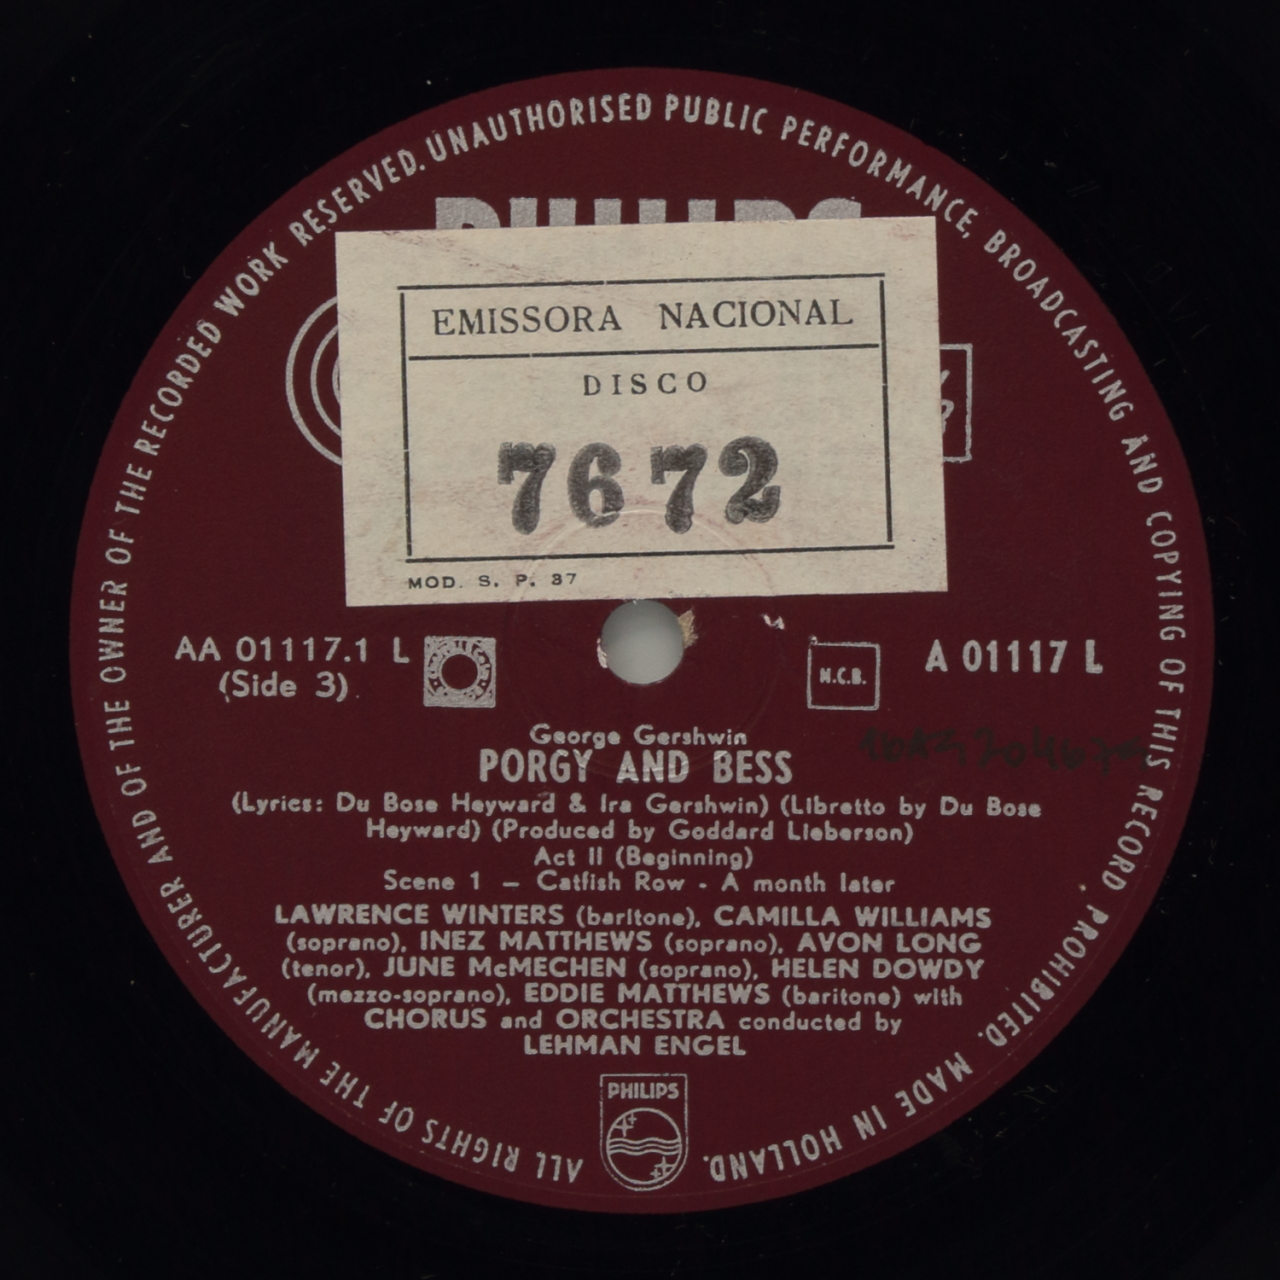 ALL RIGHTS OF THE MANUFACTURER AND OF THE OWNER OF THE RECORDED WORK RESERVED. UNAUTHORISED PUBLIC PERFORMANCE, BROADCASTING AND COPYING OF THIS RECORD PROHIBITED. MADE IN HOLLAND.
PHILIPS
EMISSORA NACIONAL
DISCO
7672
MOD. S. P. 37
AA 01117.1 L
(Side 3)
N.C.B.
A 01117 L
George Gershwin
PORGY AND BESS
(Lyrics: Du Bose Heyward & Ira Gershwin) (Libretto by Du Bose
Heyward) (Produced by Goddard Lieberson)
Act II (Beginning)
Scene 1 – Catfish Row - A month later
LAWRENCE WINTERS (baritone), CAMILLA WILLIAMS
(soprano), INEZ MATTHEWS (soprano), AVON LONG
(tenor), JUNE McMECHEN (soprano), HELEN DOWDY
(mezzo-soprano), EDDIE MATTHEWS (baritone) with
CHORUS and ORCHESTRA conducted by
LEHMAN ENGEL
PHILIPS